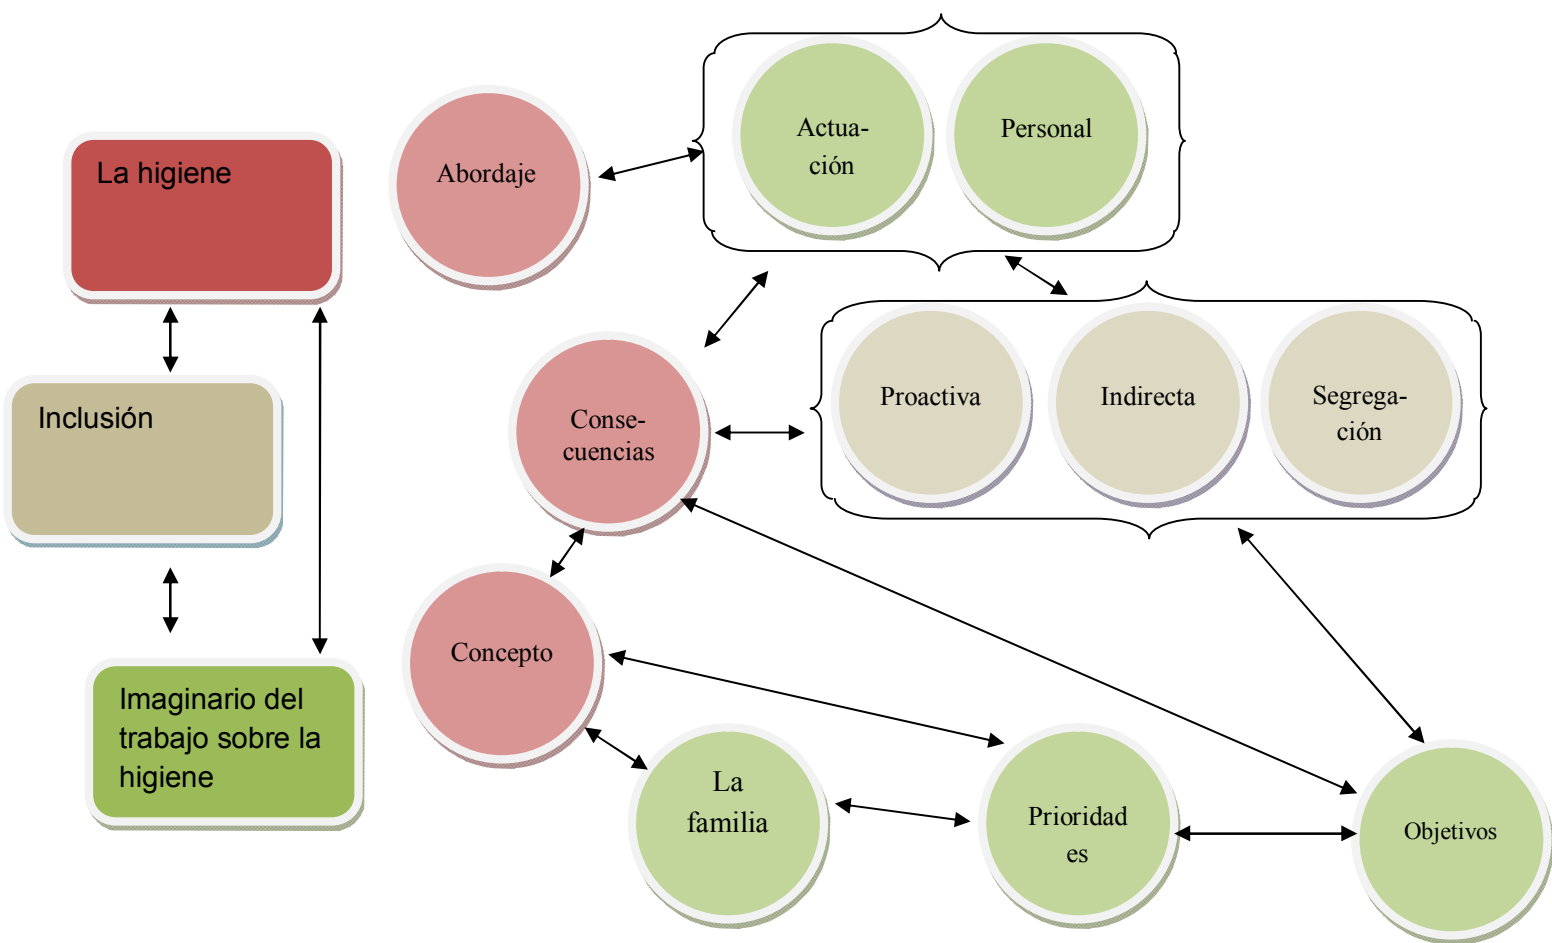 La higiene
Inclusión
Imaginario del
trabajo sobre la
higiene
Abordaje
Actua-
ción
Personal
Conse-
cuencias
Proactiva
Indirecta
Segrega-
ción
Concepto
La
familia
Prioridad
es
Objetivos